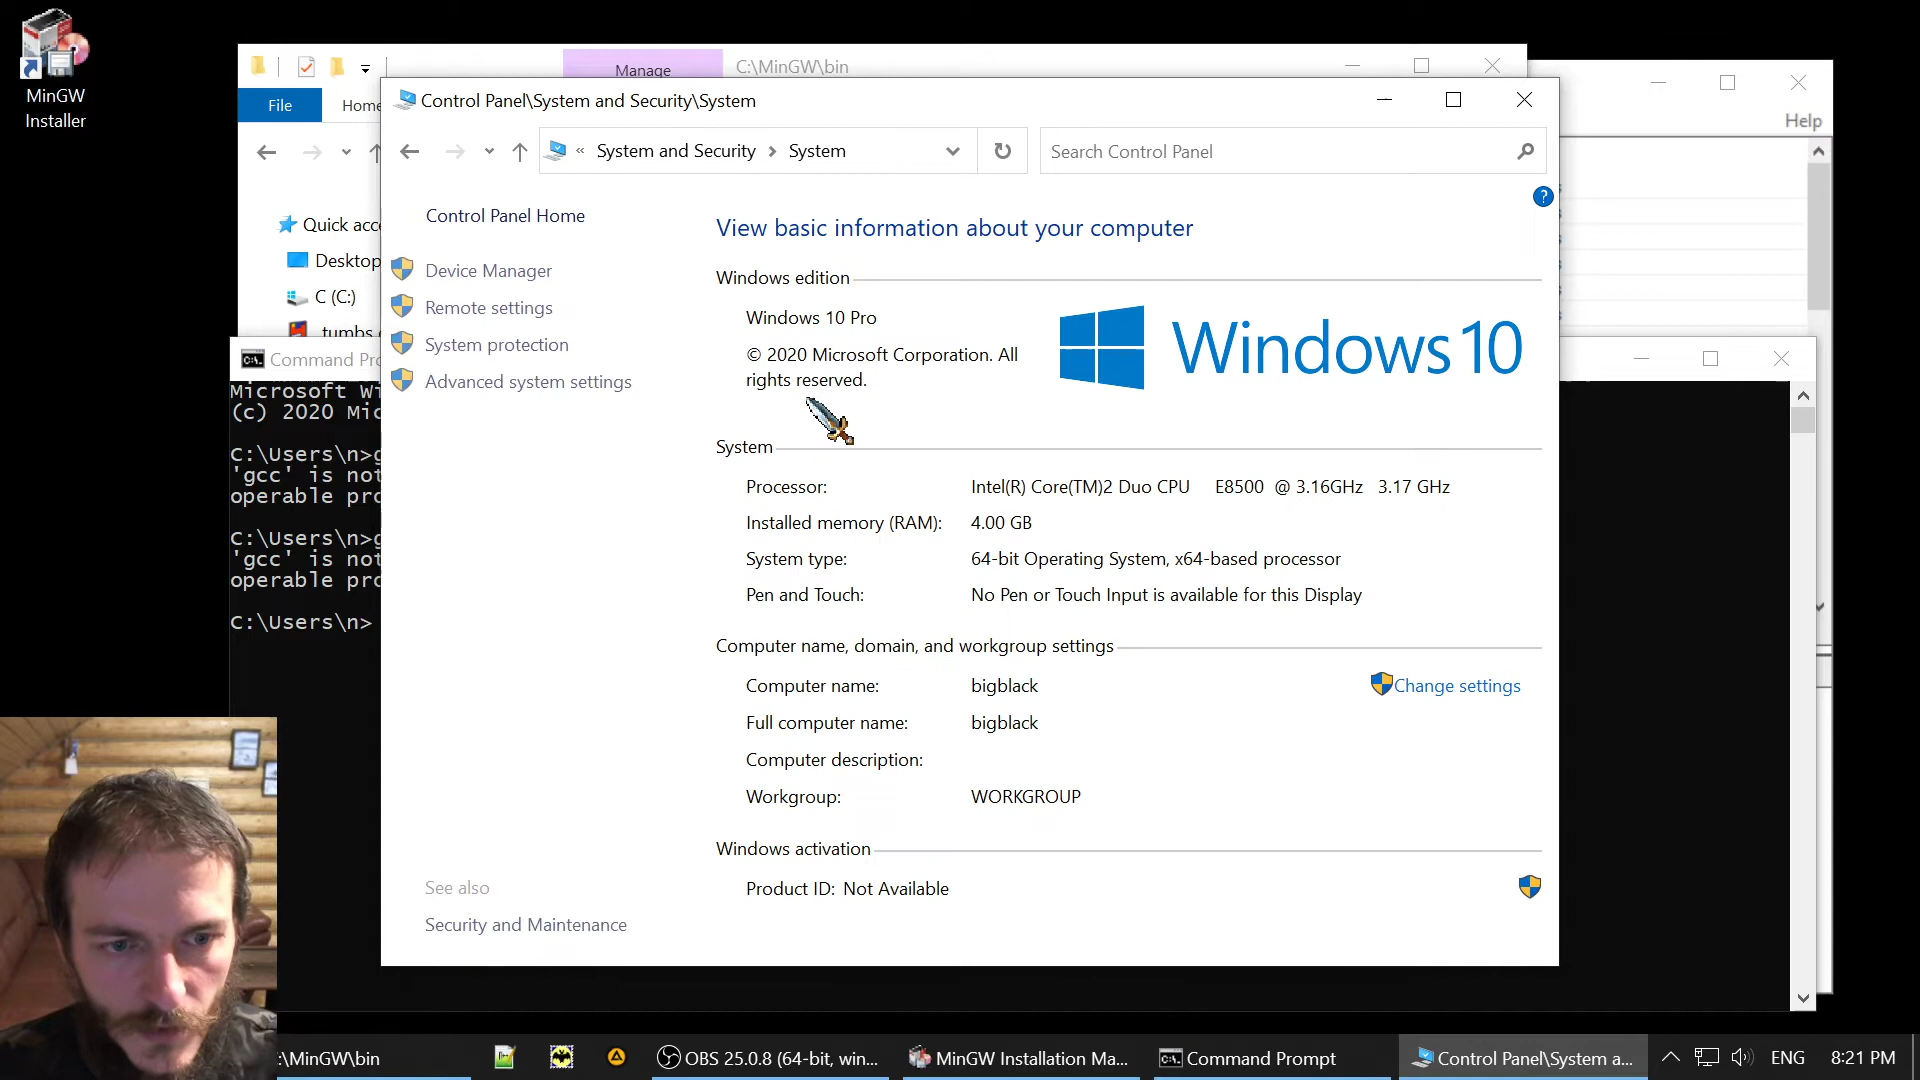 MinGW
Installer
Manage
C:\MinGW\bin
File
Home
Help
Control Panel\System and Security\System
«
System and Security
System
Search Control Panel
Quick acc
Desktop
C (C:)
tumbs
Command Pro
Microsoft Wi
(c) 2020 Mic
C:\Users\n>g
'gcc' is not
operable pro
C:\Users\n>g
'gcc' is not
operable pro
C:\Users\n>
Control Panel Home
Device Manager
Remote settings
System protection
Advanced system settings
See also
Security and Maintenance
?
View basic information about your computer
Windows edition
Windows 10 Pro
© 2020 Microsoft Corporation. All
rights reserved.
Windows 10
System
Processor: Intel(R) Core(TM)2 Duo CPU E8500 @ 3.16GHz 3.17 GHz
Installed memory (RAM): 4.00 GB
System type: 64-bit Operating System, x64-based processor
Pen and Touch: No Pen or Touch Input is available for this Display
Computer name, domain, and workgroup settings
Computer name: bigblack
Change settings
Full computer name: bigblack
Computer description:
Workgroup: WORKGROUP
Windows activation
Product ID: Not Available
:\MinGW\bin
OBS 25.0.8 (64-bit, win...
MinGW Installation Ma...
Command Prompt
Control Panel\System a...
ENG
8:21 PM